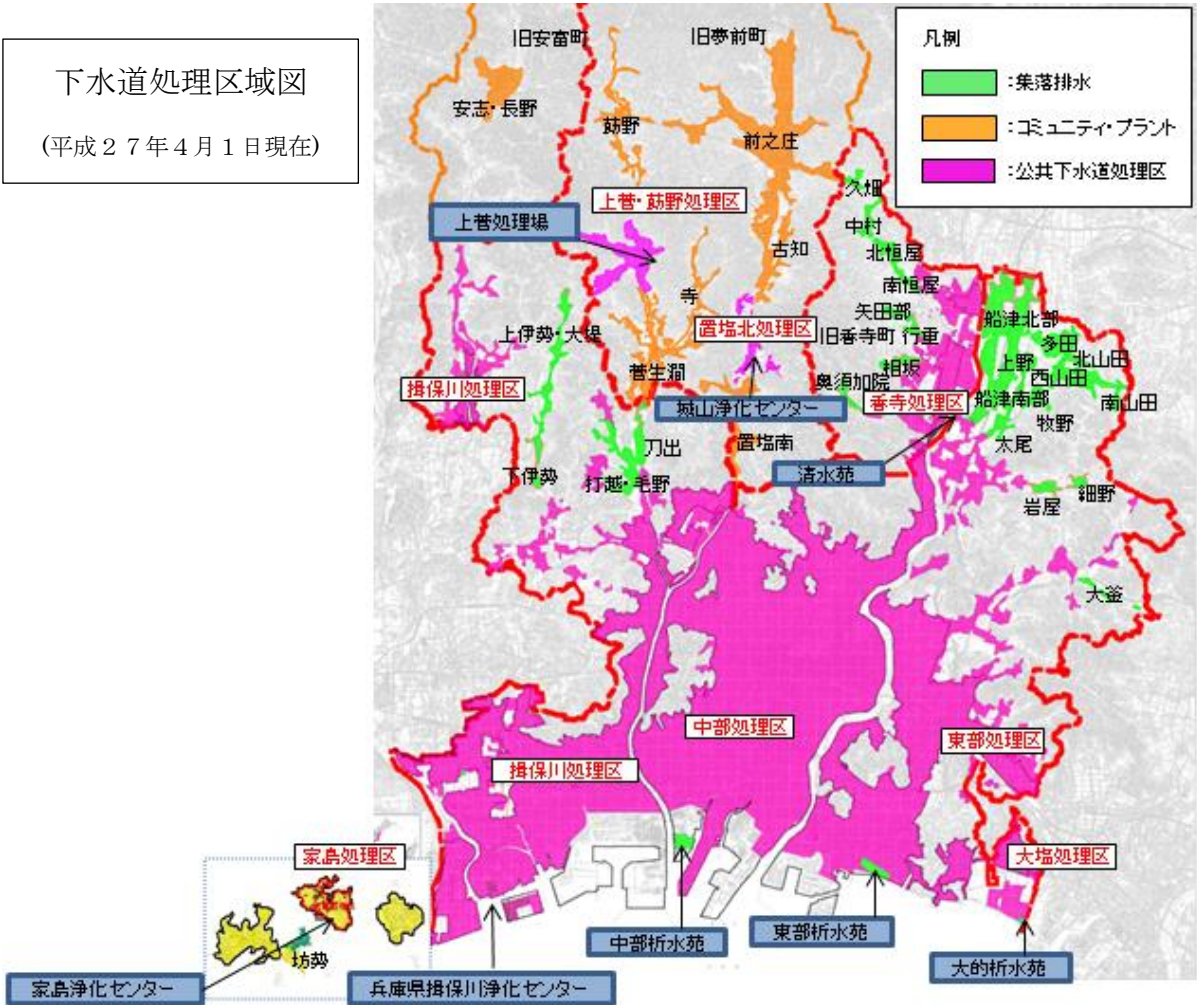 下水道処理区域図
(平成２７年４月１日現在)
凡例
:集落排水
:コミュニティ・プラント
:公共下水道処理区
旧安富町
旧夢前町
安志・長野
莇野
前之庄
久畑
上菅・莇野処理区
上菅処理場
中村
古知
北恒屋
南恒屋
寺
矢田部
船津北部
置塩北処理区
旧香寺町
行重
多田
上伊勢・大堤
上野
北山田
相坂
西山田
菅生澗
奥須加院
揖保川処理区
香寺処理区
船津南部
南山田
城山浄化センター
牧野
刀出
置塩南
太尾
清水苑
下伊勢
打越・毛野
岩屋
細野
大釜
中部処理区
東部処理区
揖保川処理区
家島処理区
大塩処理区
坊勢
中部析水苑
東部析水苑
大的析水苑
家島浄化センター
兵庫県揖保川浄化センター